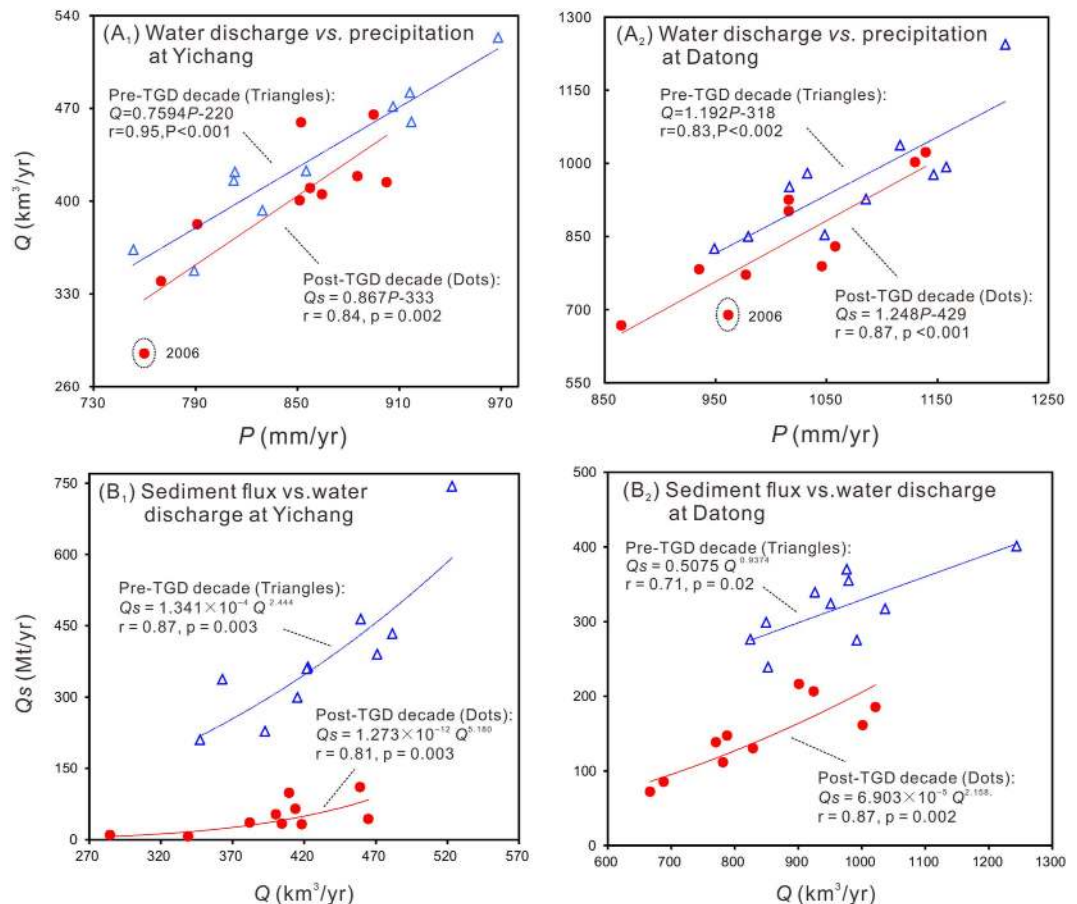 (A1) Water discharge vs. precipitation
at Yichang
Pre-TGD decade (Triangles):
Q=0.7594P-220
r=0.95,P<0.001
Post-TGD decade (Dots):
Qs = 0.867P-333
r = 0.84, p = 0.002
2006
540
470
400
330
260
Q (km³/yr)
730 790 850 910 970
P (mm/yr)
(A2) Water discharge vs. precipitation
at Datong
Pre-TGD decade (Triangles):
Q=1.192P-318
r=0.83,P<0.002
Post-TGD decade (Dots):
Qs = 1.248P-429
r = 0.87, p <0.001
2006
1300
1150
1000
850
700
550
850 950 1050 1150 1250
P (mm/yr)
(B1) Sediment flux vs.water
discharge at Yichang
Pre-TGD decade (Triangles):
Qs = 1.341×10⁻⁴ Q^2.444
r = 0.87, p = 0.003
Post-TGD decade (Dots):
Qs = 1.273×10⁻¹² Q^5.180
r = 0.81, p = 0.003
750
600
450
300
150
0
Qs (Mt/yr)
270 320 370 420 470 520 570
Q (km³/yr)
(B2) Sediment flux vs.water discharge
at Datong
Pre-TGD decade (Triangles):
Qs = 0.5075 Q^0.9374
r = 0.71, p = 0.02
Post-TGD decade (Dots):
Qs = 6.903×10⁻⁵ Q^2.158.
r = 0.87, p = 0.002
500
400
300
200
100
0
600 700 800 900 1000 1100 1200 1300
Q (km³/yr)